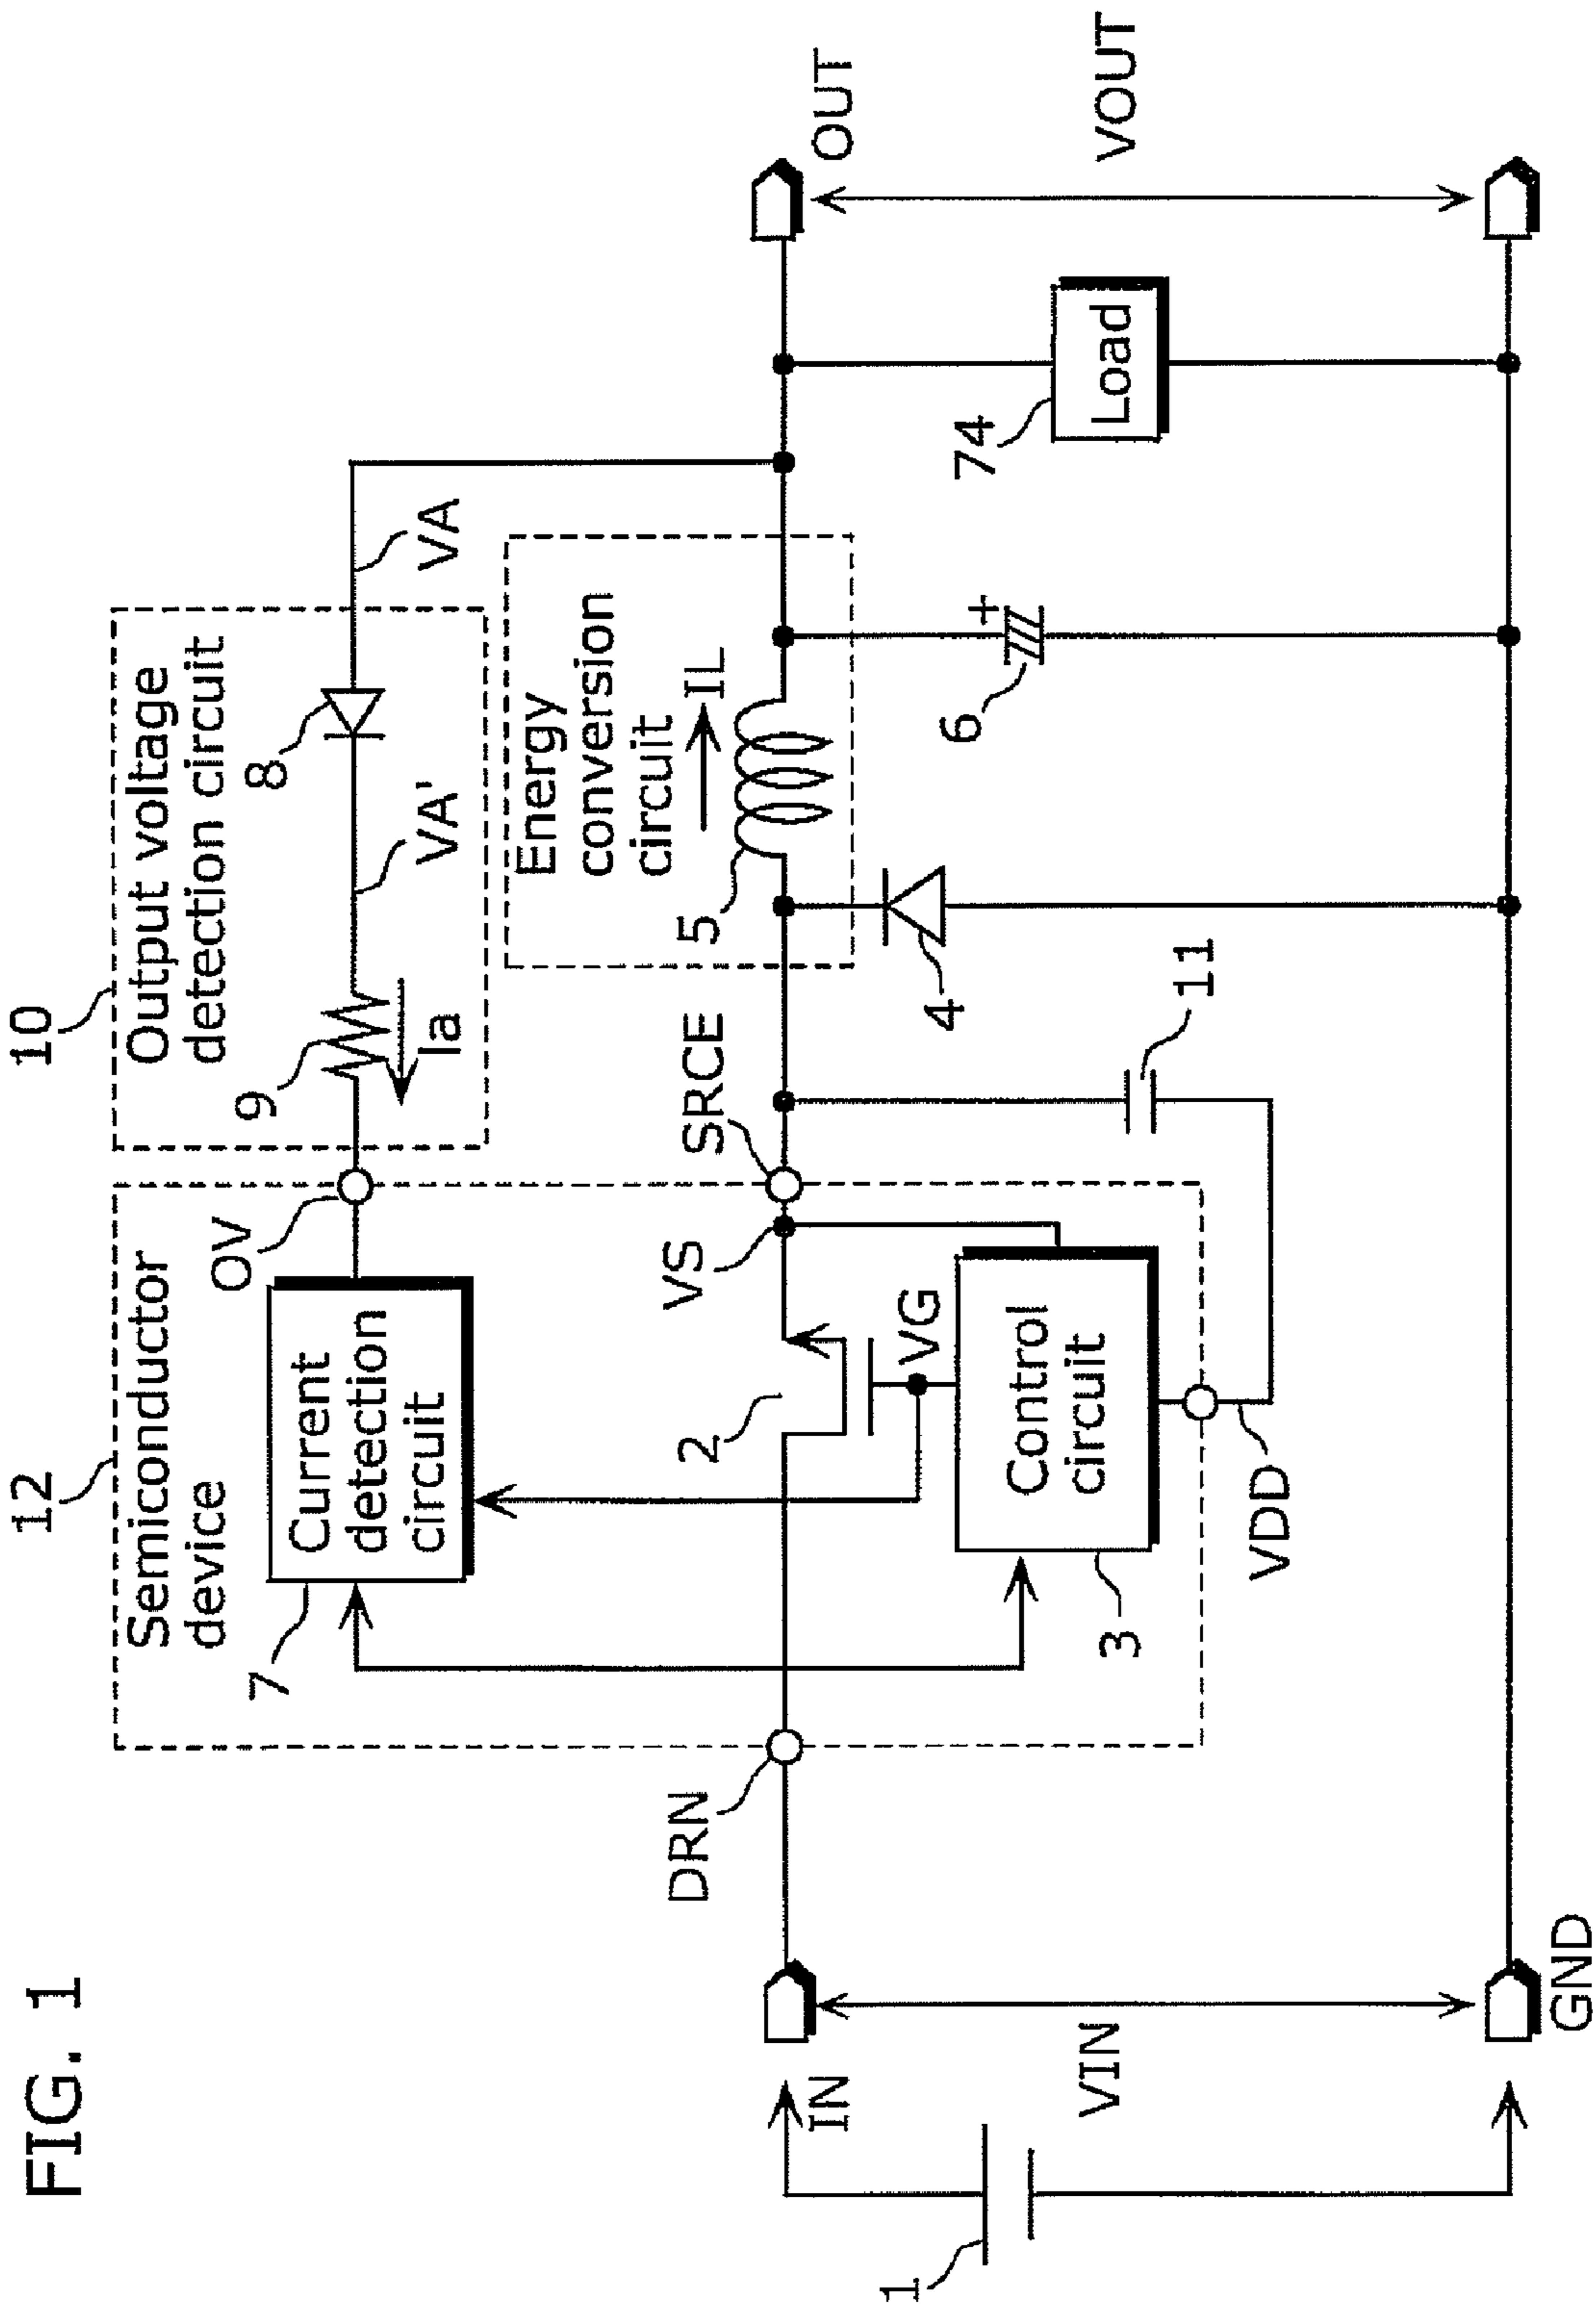 FIG. 1
12
Semiconductor
device
7
Current
detection
circuit
OV
10
Output voltage
detection circuit
9
Ia
VA'
8
VA
Energy
conversion
circuit
IL
5
SRCE
VS
2
VG
DRN
Control
circuit
3
VDD
11
4
6
+
74
Load
OUT
VOUT
IN
VIN
1
GND